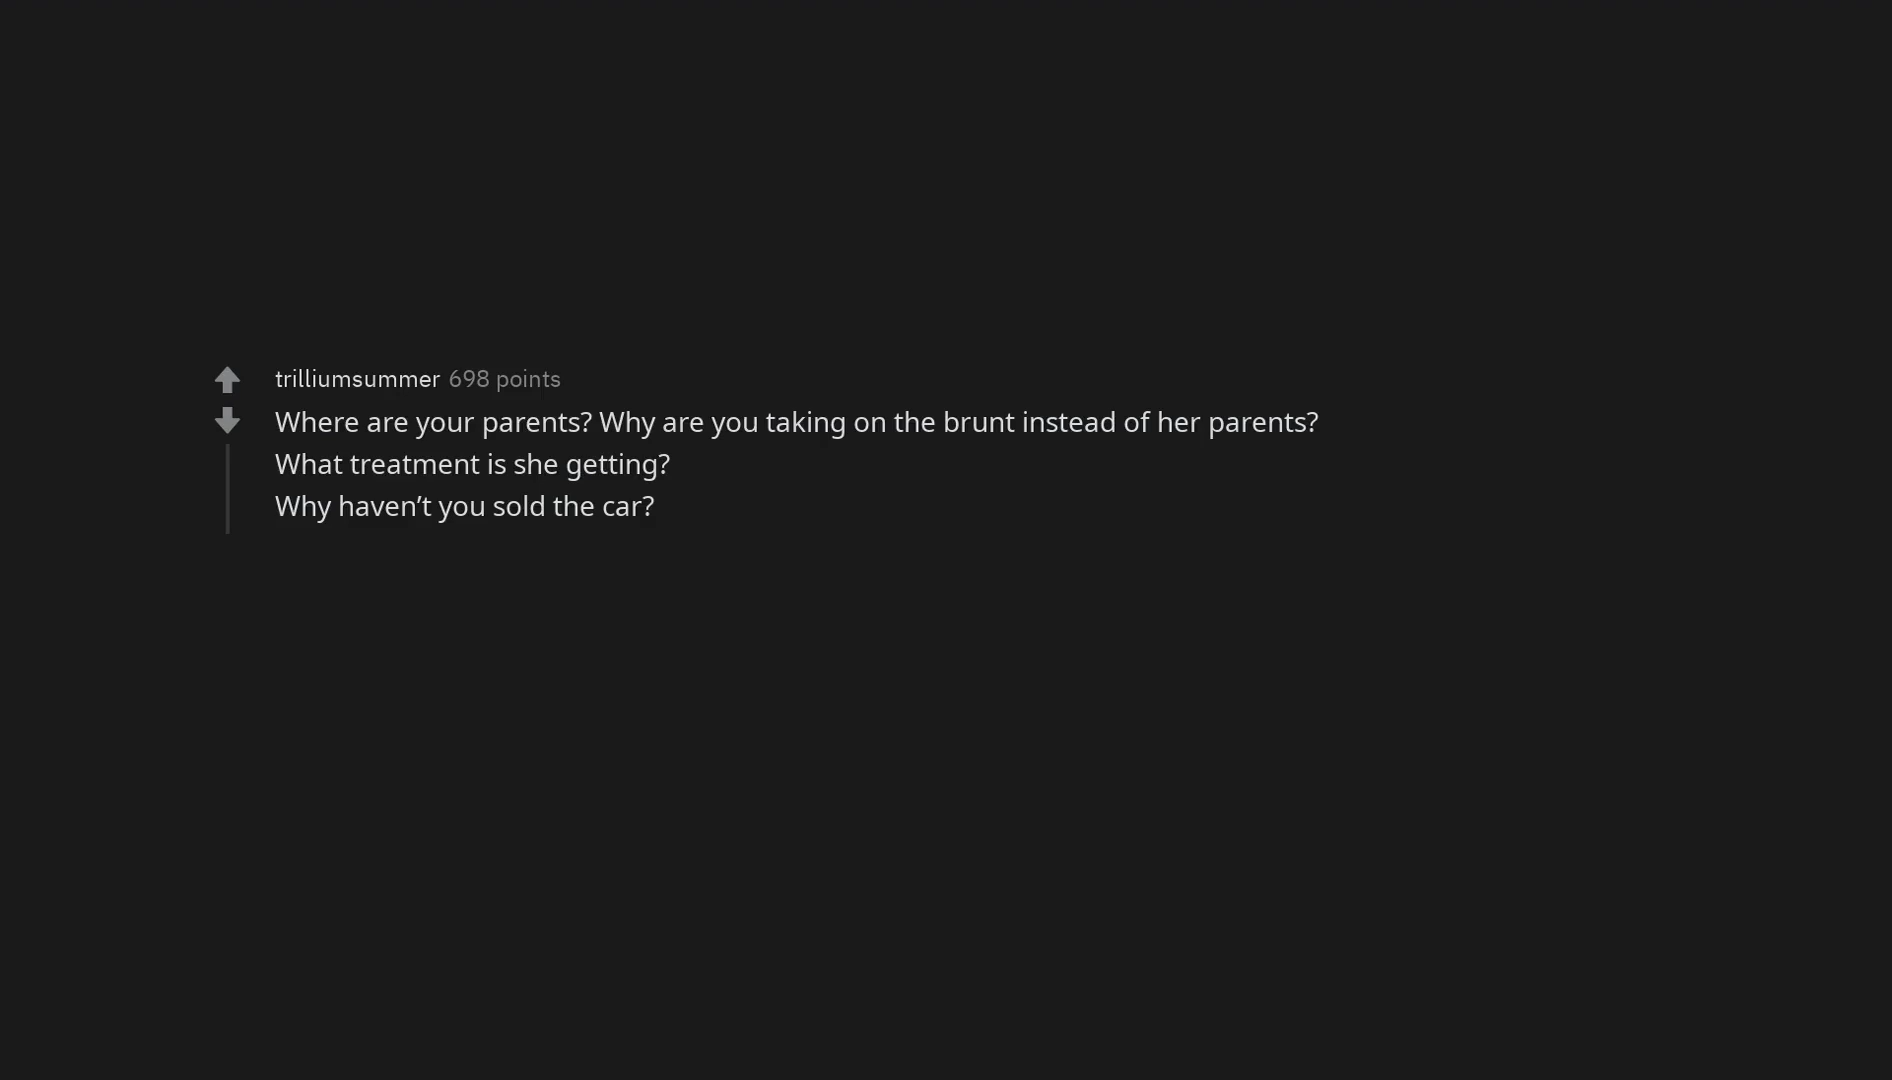 trilliumsummer 698 points
Where are your parents? Why are you taking on the brunt instead of her parents?
What treatment is she getting?
Why haven’t you sold the car?